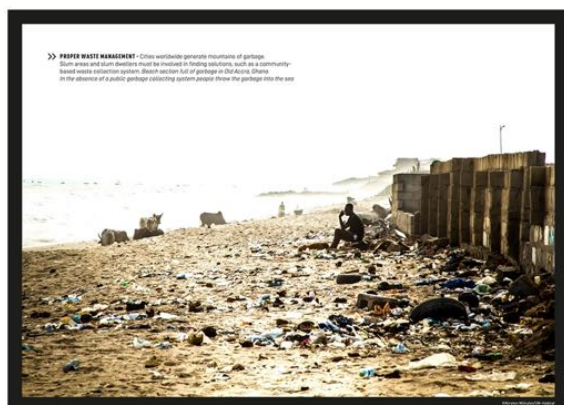 >> PROPER WASTE MANAGEMENT - Cities worldwide generate mountains of garbage.
Slum areas and slum dwellers must be involved in finding solutions, such as a community-
based waste collection system. Beach section full of garbage in Old Accra, Ghana.
In the absence of a public garbage collecting system people throw the garbage into the sea